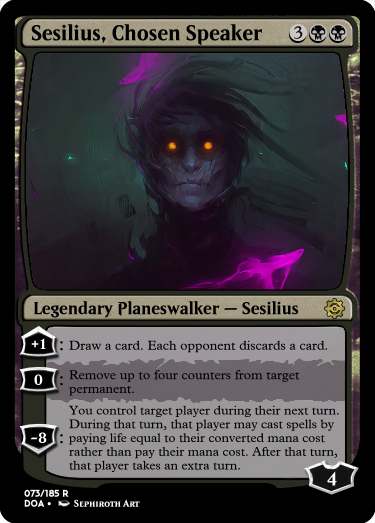 Sesilius, Chosen Speaker 3
Legendary Planeswalker — Sesilius
+1 : Draw a card. Each opponent discards a card.
0 : Remove up to four counters from target
permanent.
You control target player during their next turn.
During that turn, that player may cast spells by
-8 : paying life equal to their converted mana cost
rather than pay their mana cost. After that turn,
that player takes an extra turn.
4
073/185 R
DOA • Sephiroth Art